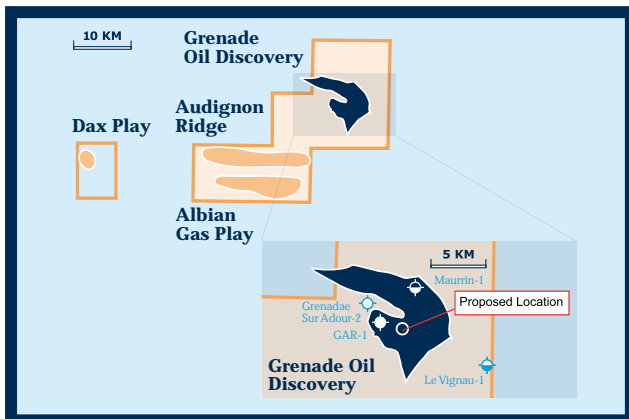 10 KM
Grenade
Oil Discovery
Audignon
Ridge
Dax Play
Albian
Gas Play
5 KM
Maurrin-1
Proposed Location
Grenadae
Sur Adour-2
GAR-1
Grenade Oil
Discovery
Le Vignau-1